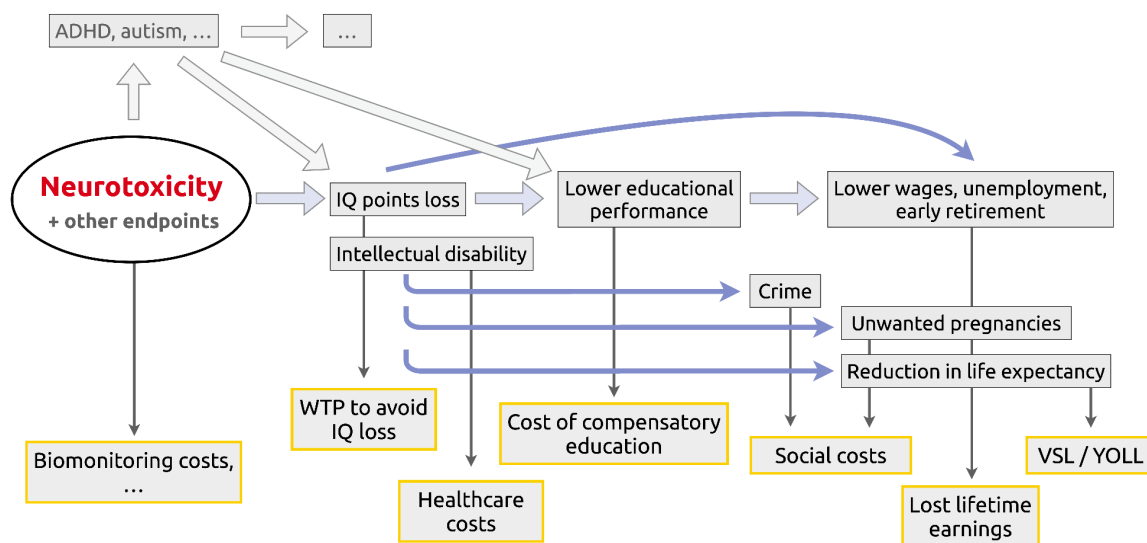 ADHD, autism, …
…
Neurotoxicity
+ other endpoints
IQ points loss
Lower educational
performance
Lower wages, unemployment,
early retirement
Intellectual disability
Crime
Unwanted pregnancies
Reduction in life expectancy
WTP to avoid
IQ loss
Cost of compensatory
education
Biomonitoring costs,
…
Social costs
VSL / YOLL
Healthcare
costs
Lost lifetime
earnings